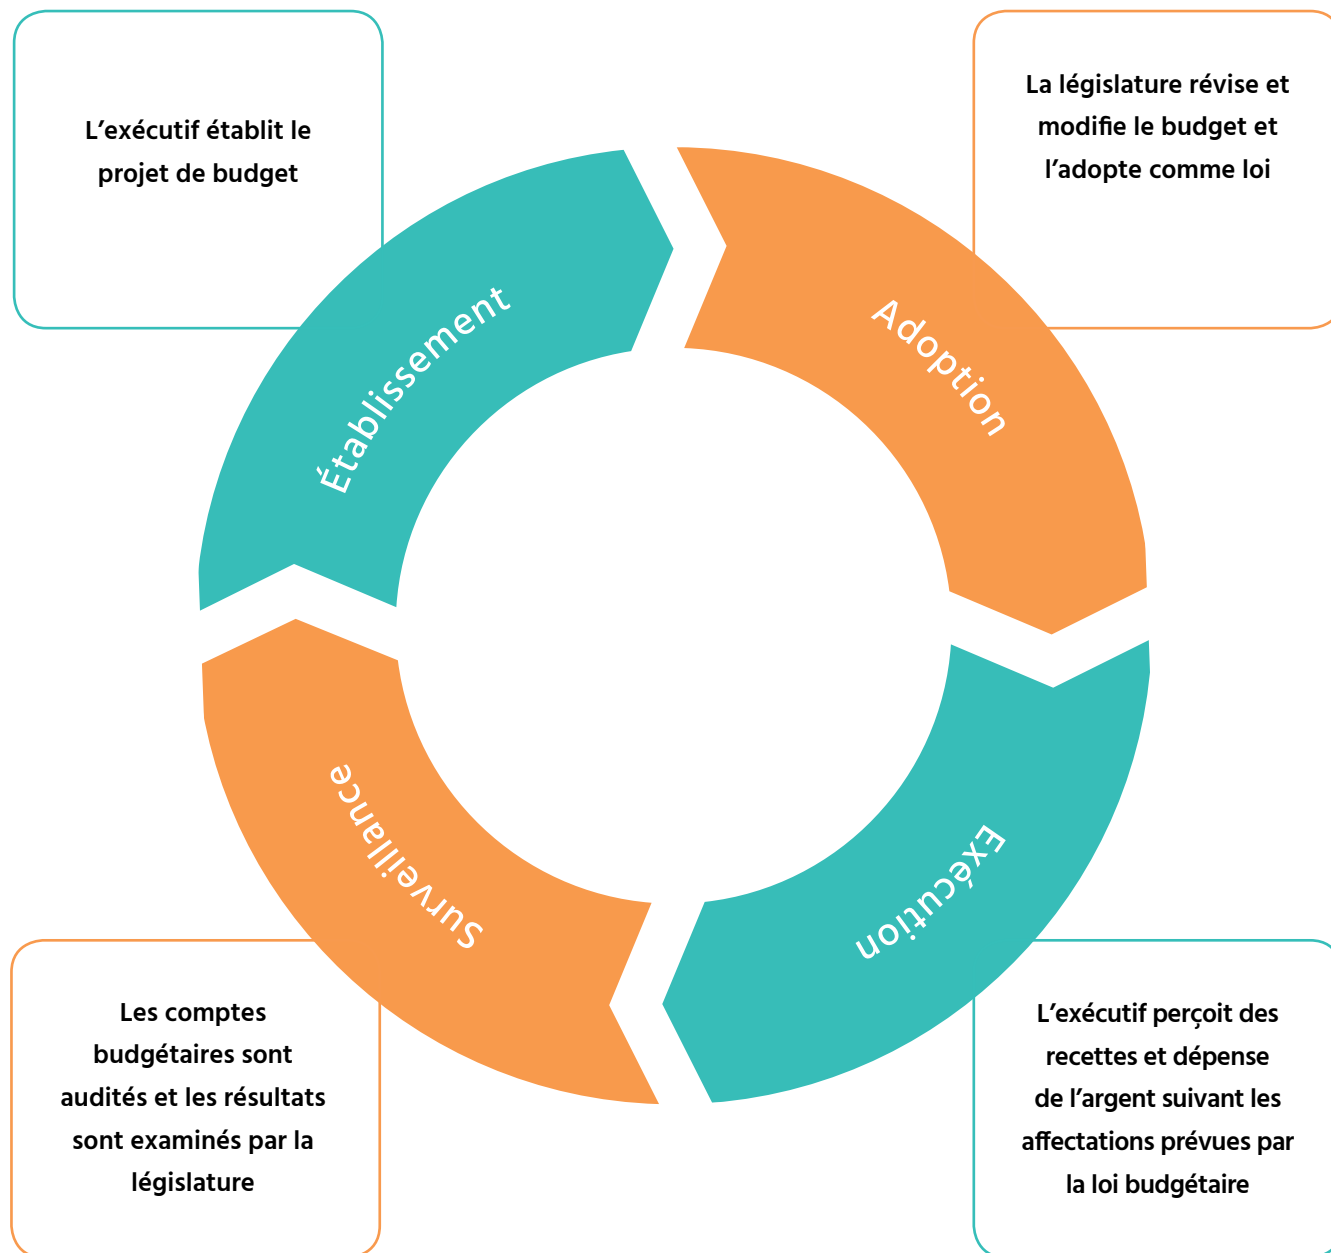 L’exécutif établit le
projet de budget
La législature révise et
modifie le budget et
l’adopte comme loi
Établissement
Adoption
Surveillance
Exécution
Les comptes
budgétaires sont
audités et les résultats
sont examinés par la
législature
L’exécutif perçoit des
recettes et dépense
de l’argent suivant les
affectations prévues par
la loi budgétaire